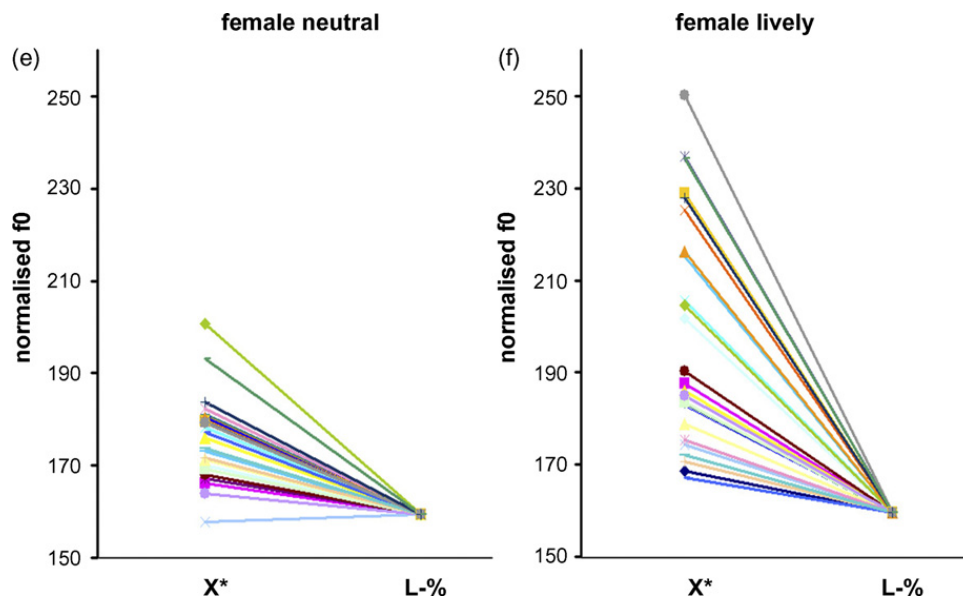 female neutral
(e)
normalised f0
250
230
210
190
170
150
X*
L-%
female lively
(f)
normalised f0
250
230
210
190
170
150
X*
L-%